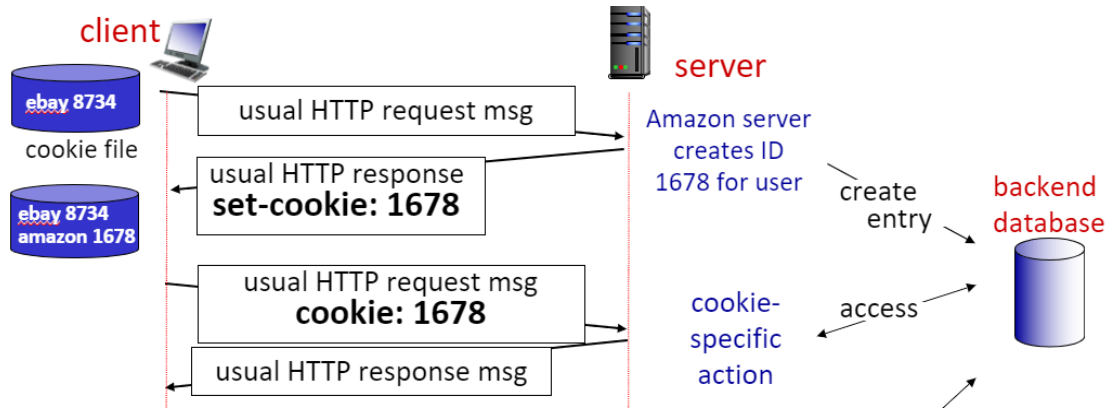 client
server
ebay 8734
cookie file
usual HTTP request msg
Amazon server
creates ID
1678 for user
usual HTTP response
set-cookie: 1678
create
entry
backend
database
ebay 8734
amazon 1678
usual HTTP request msg
cookie: 1678
cookie-
specific
action
access
usual HTTP response msg